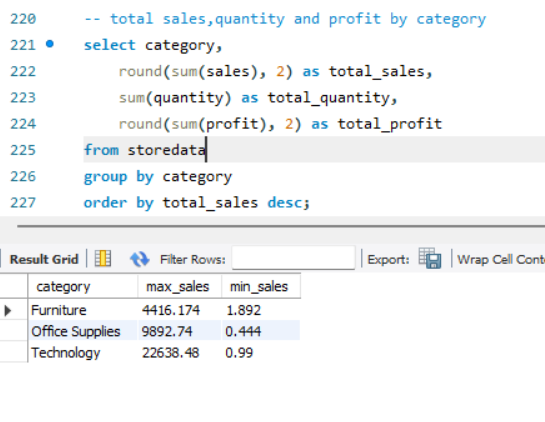 220 -- total sales,quantity and profit by category
221 select category,
222 round(sum(sales), 2) as total_sales,
223 sum(quantity) as total_quantity,
224 round(sum(profit), 2) as total_profit
225 from storedata
226 group by category
227 order by total_sales desc;
Result Grid Filter Rows: Export: Wrap Cell Cont
category max_sales min_sales
Furniture 4416.174 1.892
Office Supplies 9892.74 0.444
Technology 22638.48 0.99